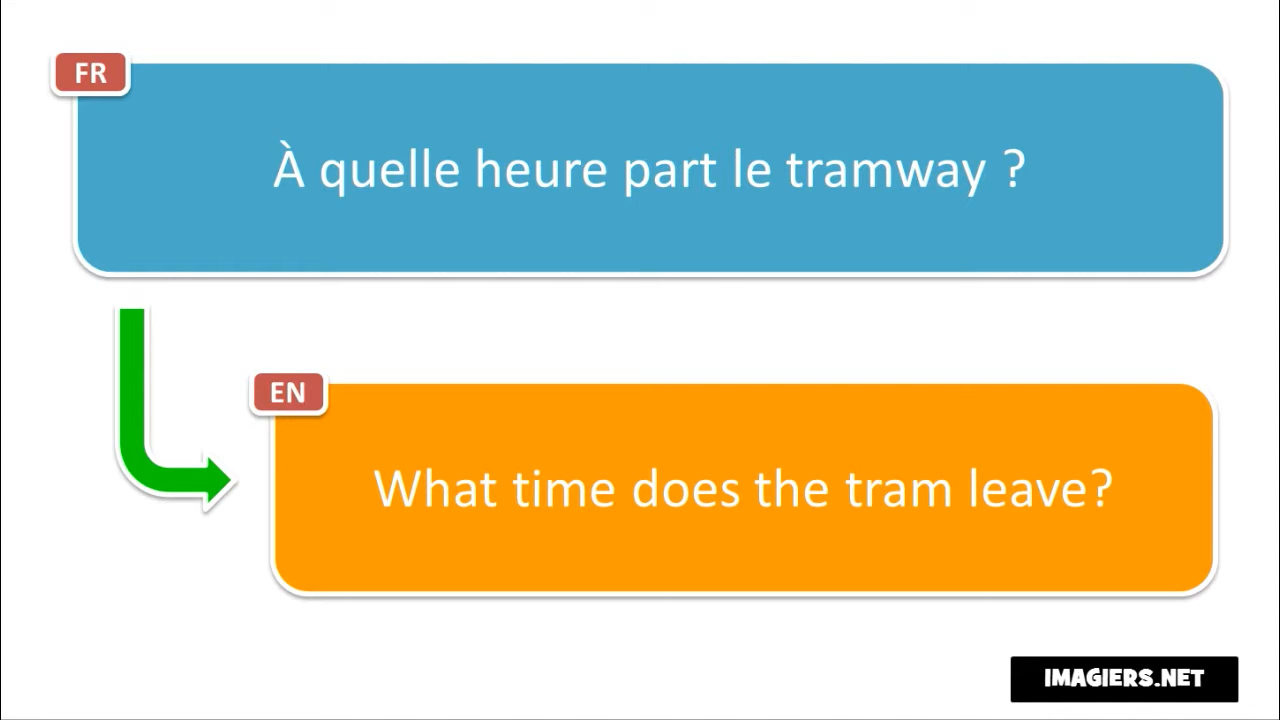 FR
À quelle heure part le tramway ?
EN
What time does the tram leave?
IMAGIERS.NET